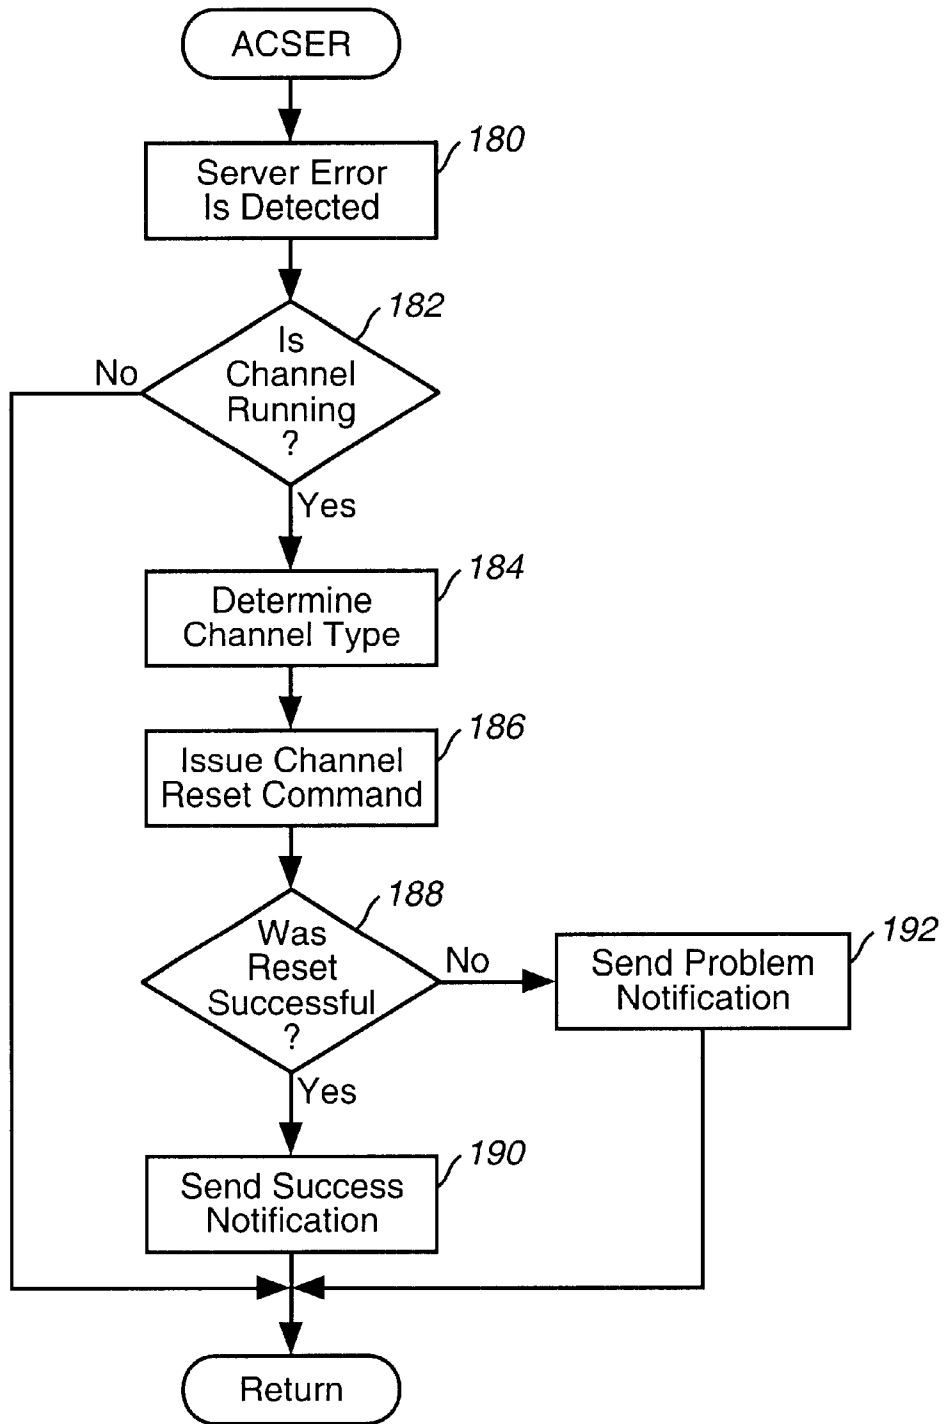 ACSER
180
Server Error
Is Detected
182
Is
Channel
Running
?
No
Yes
184
Determine
Channel Type
186
Issue Channel
Reset Command
188
Was
Reset
Successful
?
No
192
Send Problem
Notification
Yes
190
Send Success
Notification
Return